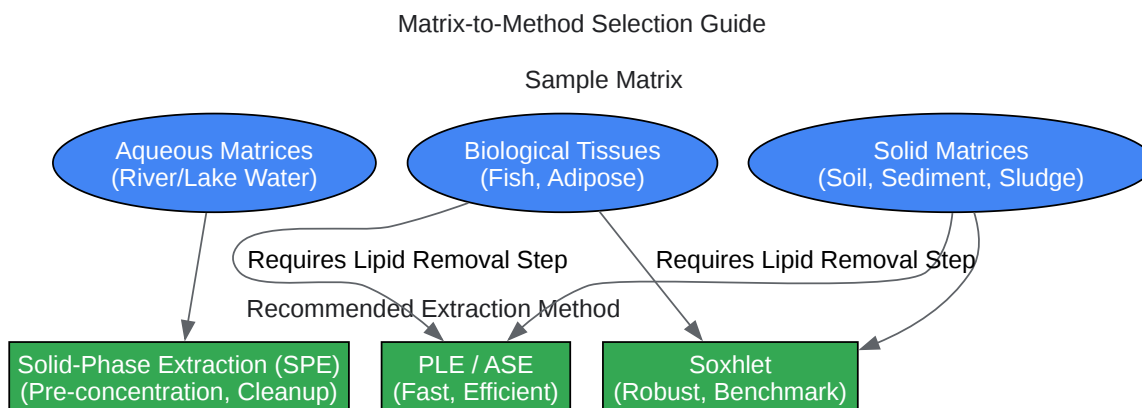 Matrix-to-Method Selection Guide
Sample Matrix
Aqueous Matrices
(River/Lake Water)
Biological Tissues
(Fish, Adipose)
Solid Matrices
(Soil, Sediment, Sludge)
Requires Lipid Removal Step
Requires Lipid Removal Step
Recommended Extraction Method
Solid-Phase Extraction (SPE)
(Pre-concentration, Cleanup)
PLE / ASE
(Fast, Efficient)
Soxhlet
(Robust, Benchmark)